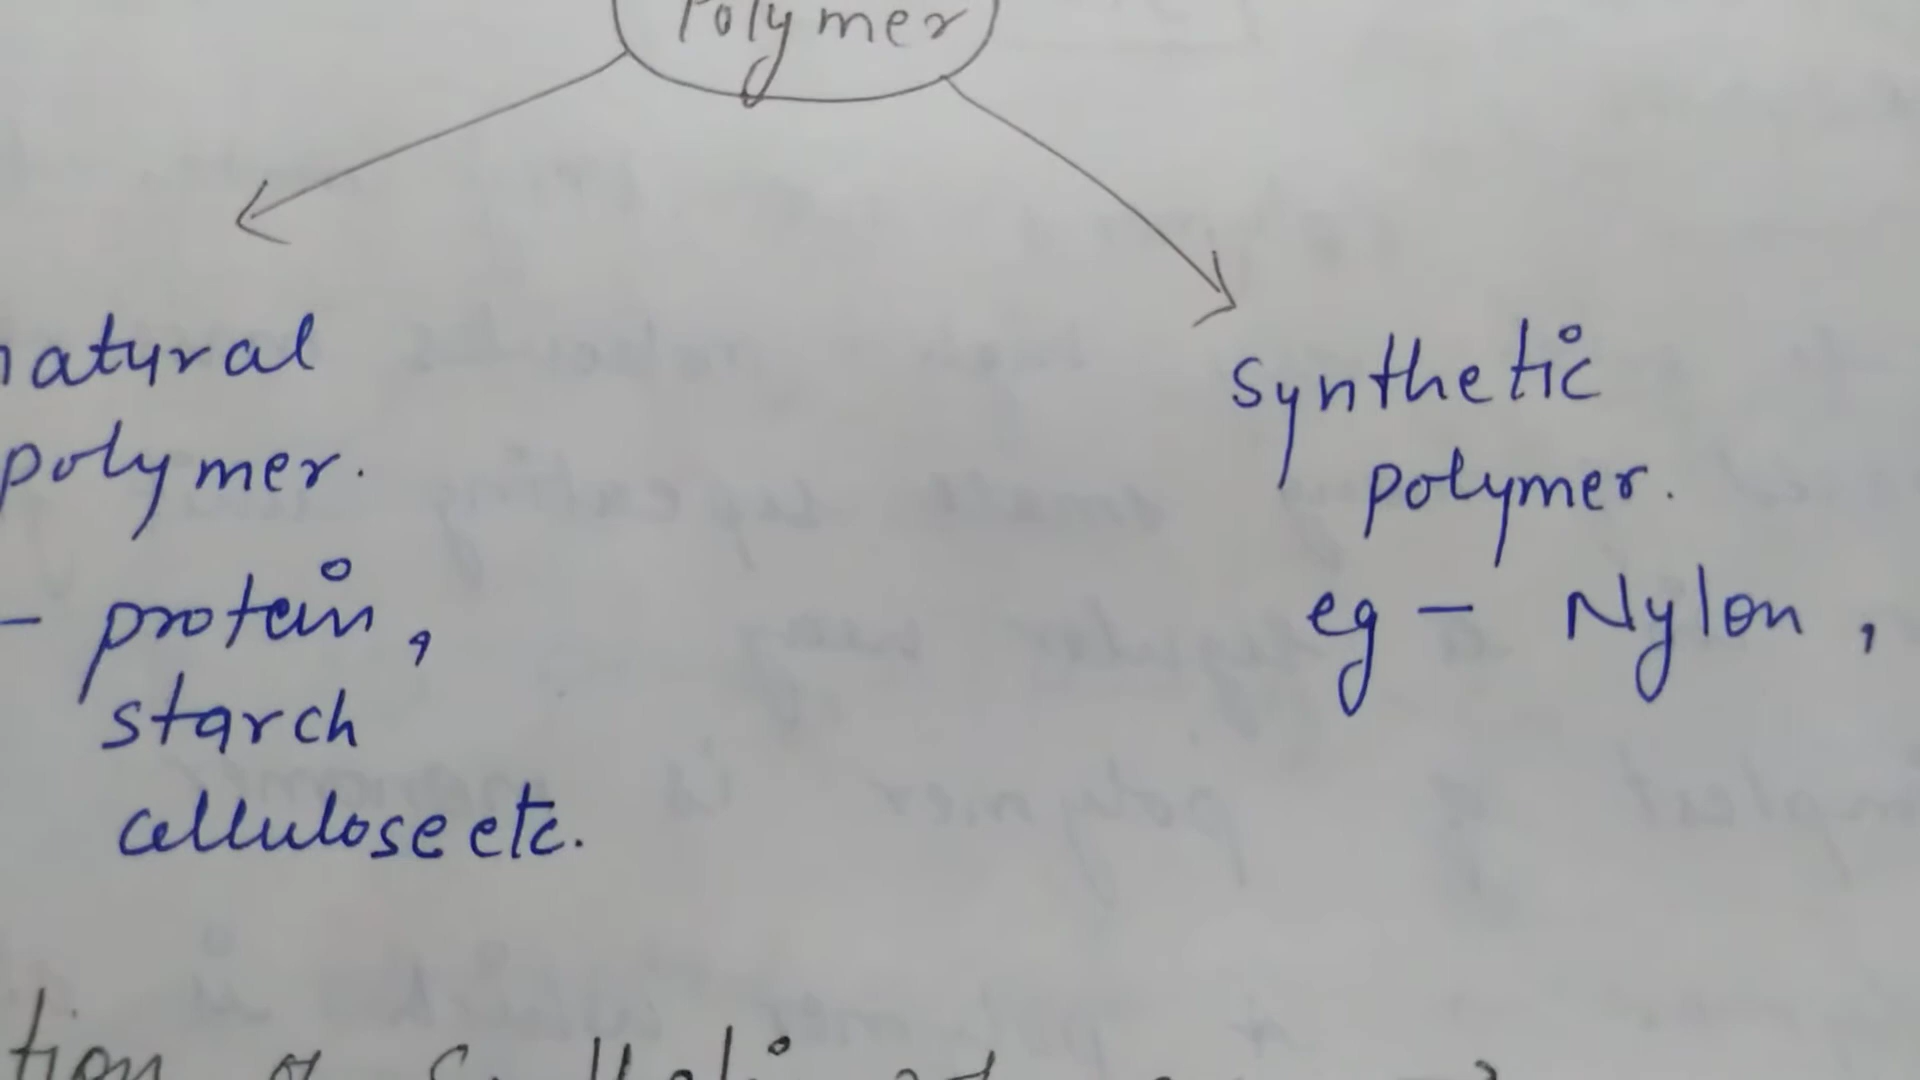 Polymer
natural
polymer.
- protein,
starch
cellulose etc.
Synthetic
polymer.
eg - Nylon,